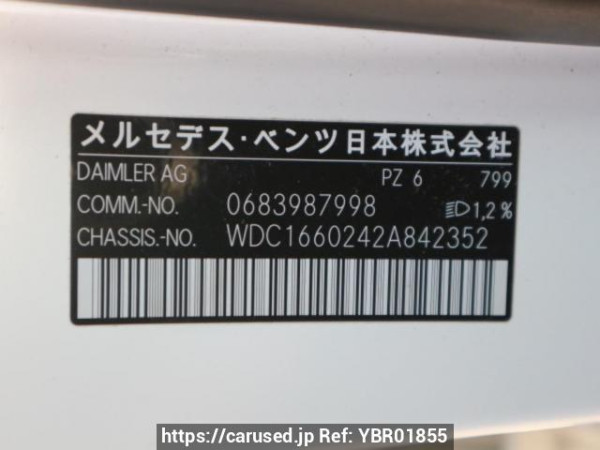 メルセデス・ベンツ日本株式会社
DAIMLER AG PZ 6 799
COMM.-NO. 0683987998 1,2%
CHASSIS.-NO. WDC1660242A842352
https://carused.jp Ref: YBR01855